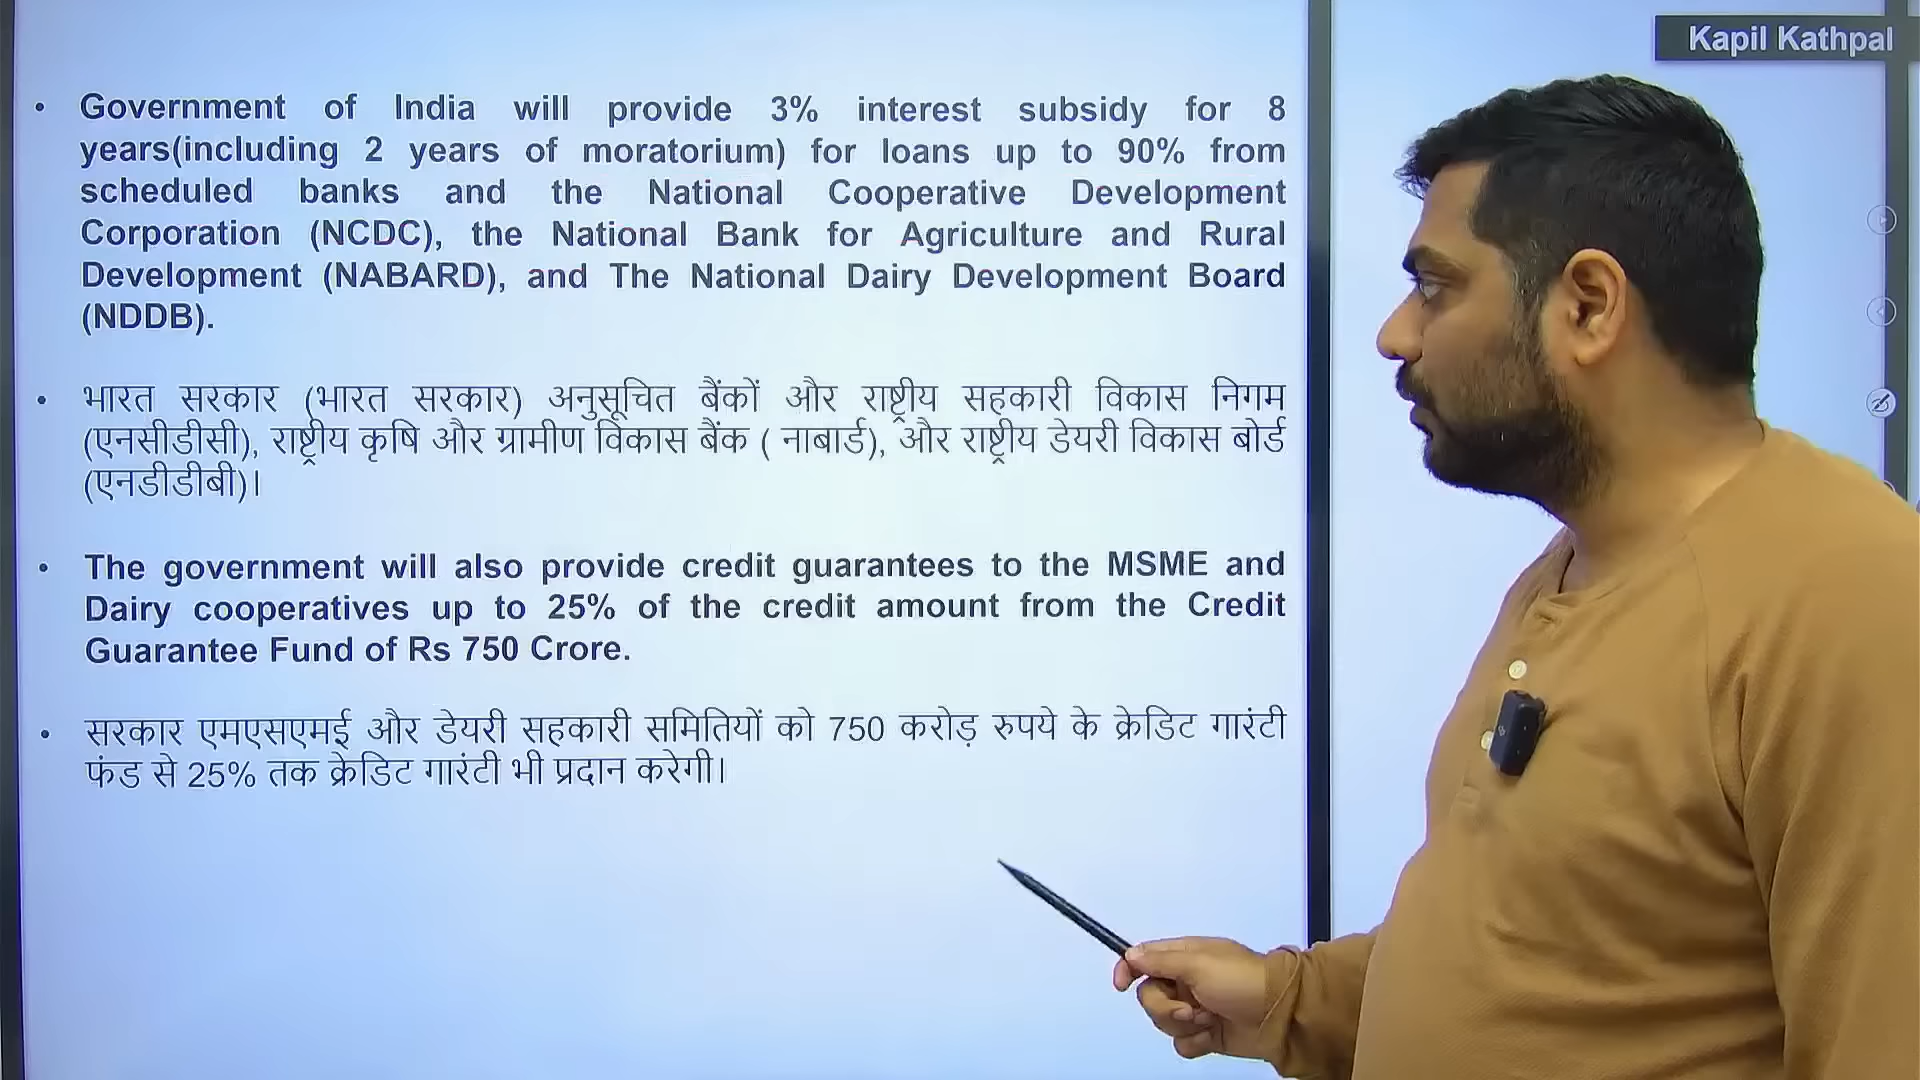 Kapil Kathpal
• Government of India will provide 3% interest subsidy for 8
years(including 2 years of moratorium) for loans up to 90% from
scheduled banks and the National Cooperative Development
Corporation (NCDC), the National Bank for Agriculture and Rural
Development (NABARD), and The National Dairy Development Board
(NDDB).
• भारत सरकार (भारत सरकार) अनुसूचित बैंकों और राष्ट्रीय सहकारी विकास निगम
(एनसीडीसी), राष्ट्रीय कृषि और ग्रामीण विकास बैंक ( नाबार्ड), और राष्ट्रीय डेयरी विकास बोर्ड
(एनडीडीबी)।
• The government will also provide credit guarantees to the MSME and
Dairy cooperatives up to 25% of the credit amount from the Credit
Guarantee Fund of Rs 750 Crore.
• सरकार एमएसएमई और डेयरी सहकारी समितियों को 750 करोड़ रुपये के क्रेडिट गारंटी
फंड से 25% तक क्रेडिट गारंटी भी प्रदान करेगी।